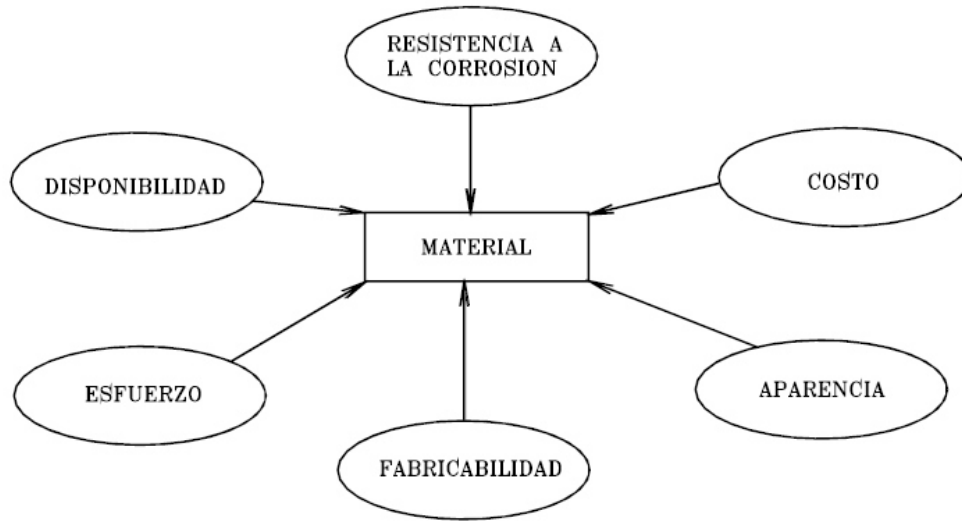 RESISTENCIA A
LA CORROSION
DISPONIBILIDAD
COSTO
MATERIAL
ESFUERZO
APARENCIA
FABRICABILIDAD